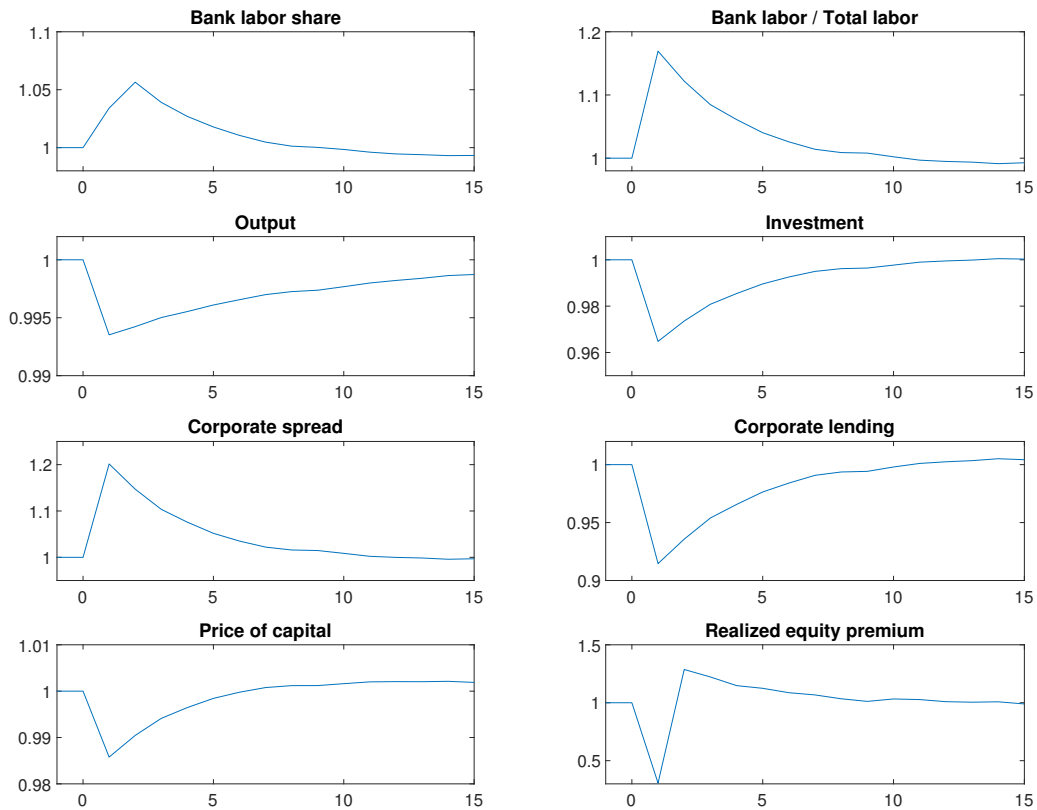 Bank labor share
1.1
1.05
1
0 5 10 15
Bank labor / Total labor
1.2
1.1
1
0 5 10 15
Output
1
0.995
0.99
0 5 10 15
Investment
1
0.98
0.96
0 5 10 15
Corporate spread
1.2
1.1
1
0 5 10 15
Corporate lending
1
0.95
0.9
0 5 10 15
Price of capital
1.01
1
0.99
0.98
0 5 10 15
Realized equity premium
1.5
1
0.5
0 5 10 15